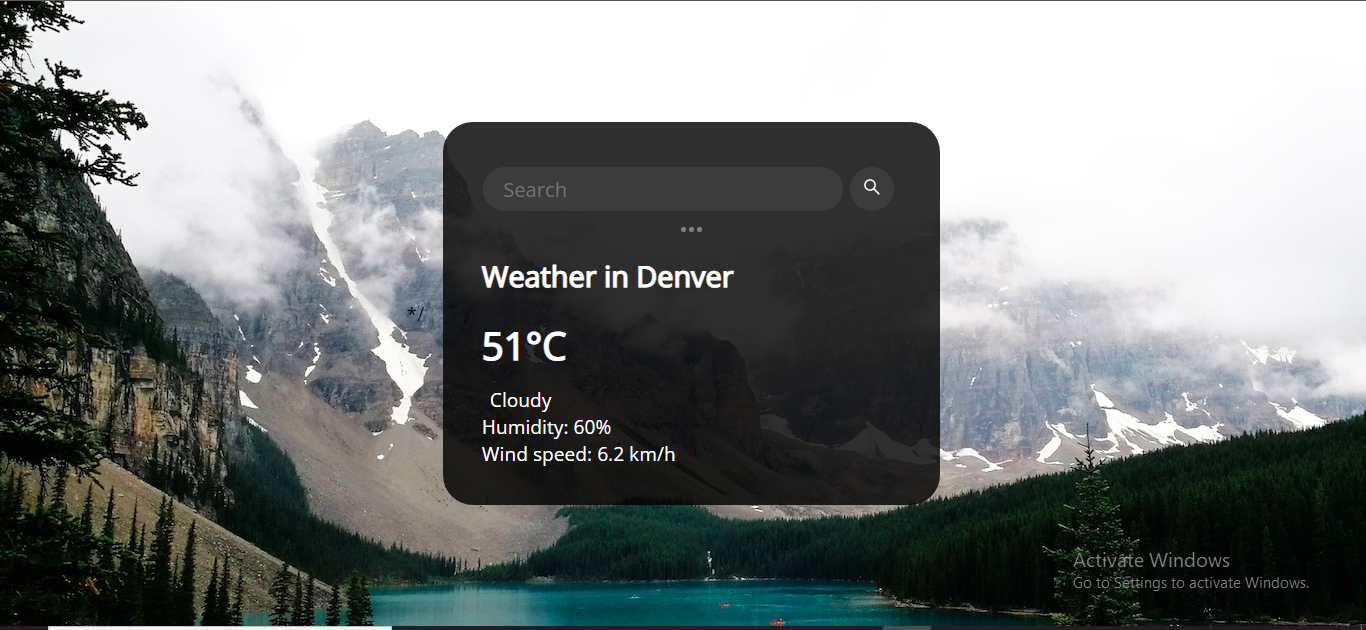 Search
Weather in Denver
*/
51°C
Cloudy
Humidity: 60%
Wind speed: 6.2 km/h
Activate Windows
Go to Settings to activate Windows.